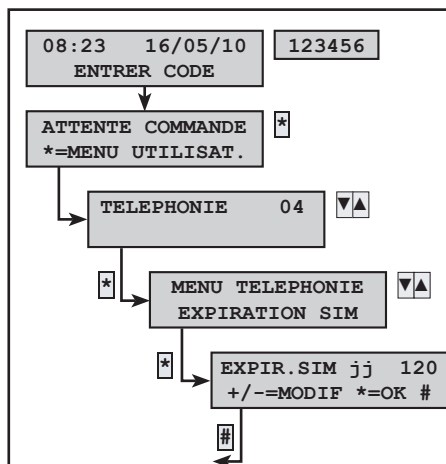 08:23 16/05/10 123456
ENTRER CODE
ATTENTE COMMANDE *
*=MENU UTILISAT.
TELEPHONIE 04 ▼▲
* MENU TELEPHONIE ▼▲
EXPIRATION SIM
* EXPIR.SIM jj 120
+/-=MODIF *=OK #
#